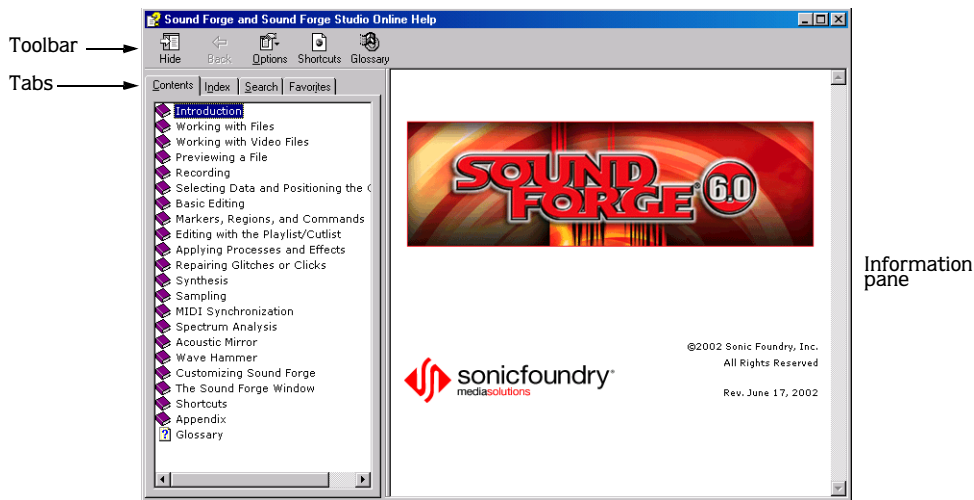 Sound Forge and Sound Forge Studio Online Help
Toolbar
Hide
Back
Options
Shortcuts
Glossary
Tabs
Contents
Index
Search
Favorites
Introduction
Working with Files
Working with Video Files
Previewing a File
Recording
Selecting Data and Positioning the C
Basic Editing
Markers, Regions, and Commands
Editing with the Playlist/Cutlist
Applying Processes and Effects
Repairing Glitches or Clicks
Synthesis
Sampling
MIDI Synchronization
Spectrum Analysis
Acoustic Mirror
Wave Hammer
Customizing Sound Forge
The Sound Forge Window
Shortcuts
Appendix
Glossary
SOUND
FORGE® 6.0
sonicfoundry®
mediasolutions
©2002 Sonic Foundry, Inc.
All Rights Reserved
Rev. June 17, 2002
Information
pane